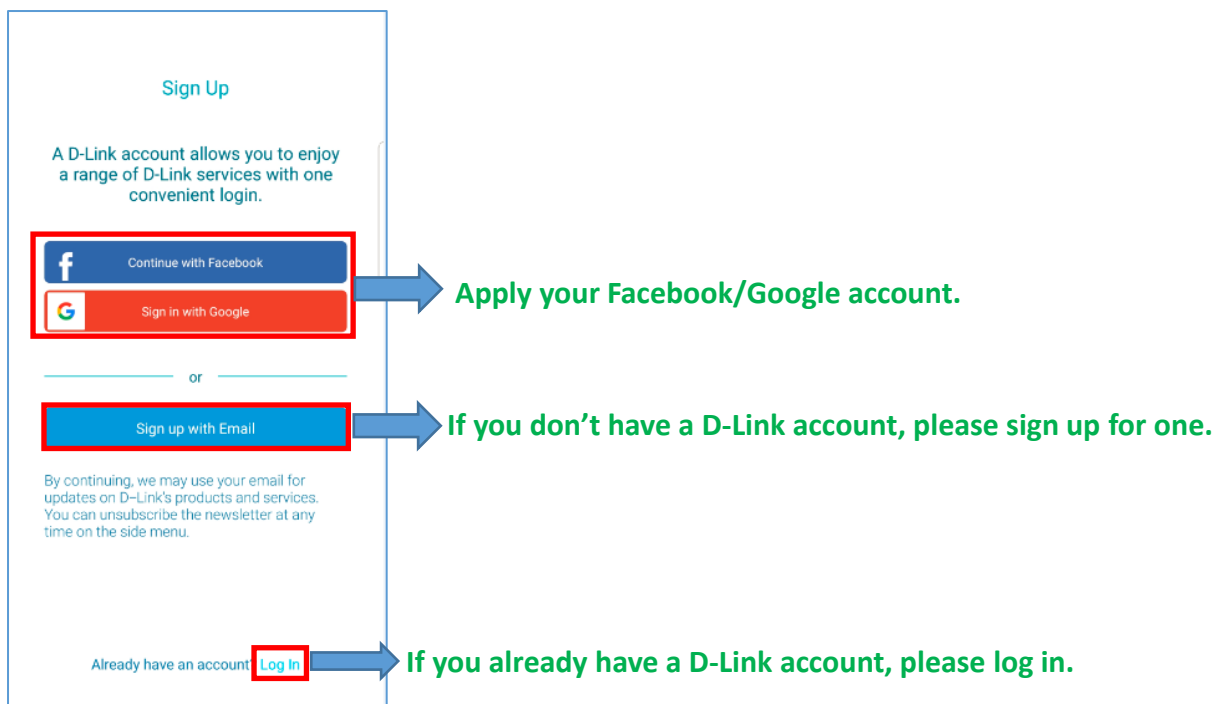 Sign Up
A D-Link account allows you to enjoy
a range of D-Link services with one
convenient login.
f
Continue with Facebook
G
Sign in with Google
Apply your Facebook/Google account.
or
Sign up with Email
If you don’t have a D-Link account, please sign up for one.
By continuing, we may use your email for
updates on D-Link's products and services.
You can unsubscribe the newsletter at any
time on the side menu.
Already have an account? Log In
If you already have a D-Link account, please log in.